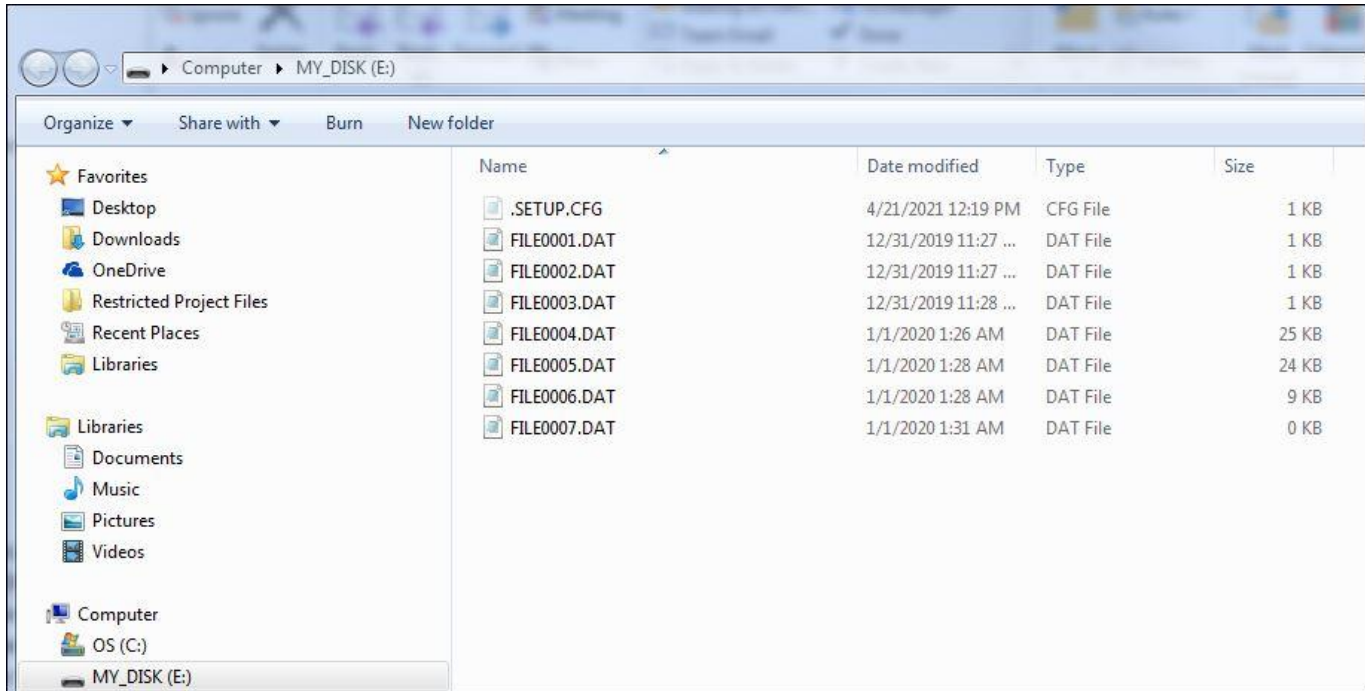 Computer ▸ MY_DISK (E:)
Organize Share with Burn New folder
Favorites
Desktop
Downloads
OneDrive
Restricted Project Files
Recent Places
Libraries
Libraries
Documents
Music
Pictures
Videos
Computer
OS (C:)
MY_DISK (E:)
Name Date modified Type Size
.SETUP.CFG 4/21/2021 12:19 PM CFG File 1 KB
FILE0001.DAT 12/31/2019 11:27 ... DAT File 1 KB
FILE0002.DAT 12/31/2019 11:27 ... DAT File 1 KB
FILE0003.DAT 12/31/2019 11:28 ... DAT File 1 KB
FILE0004.DAT 1/1/2020 1:26 AM DAT File 25 KB
FILE0005.DAT 1/1/2020 1:28 AM DAT File 24 KB
FILE0006.DAT 1/1/2020 1:28 AM DAT File 9 KB
FILE0007.DAT 1/1/2020 1:31 AM DAT File 0 KB